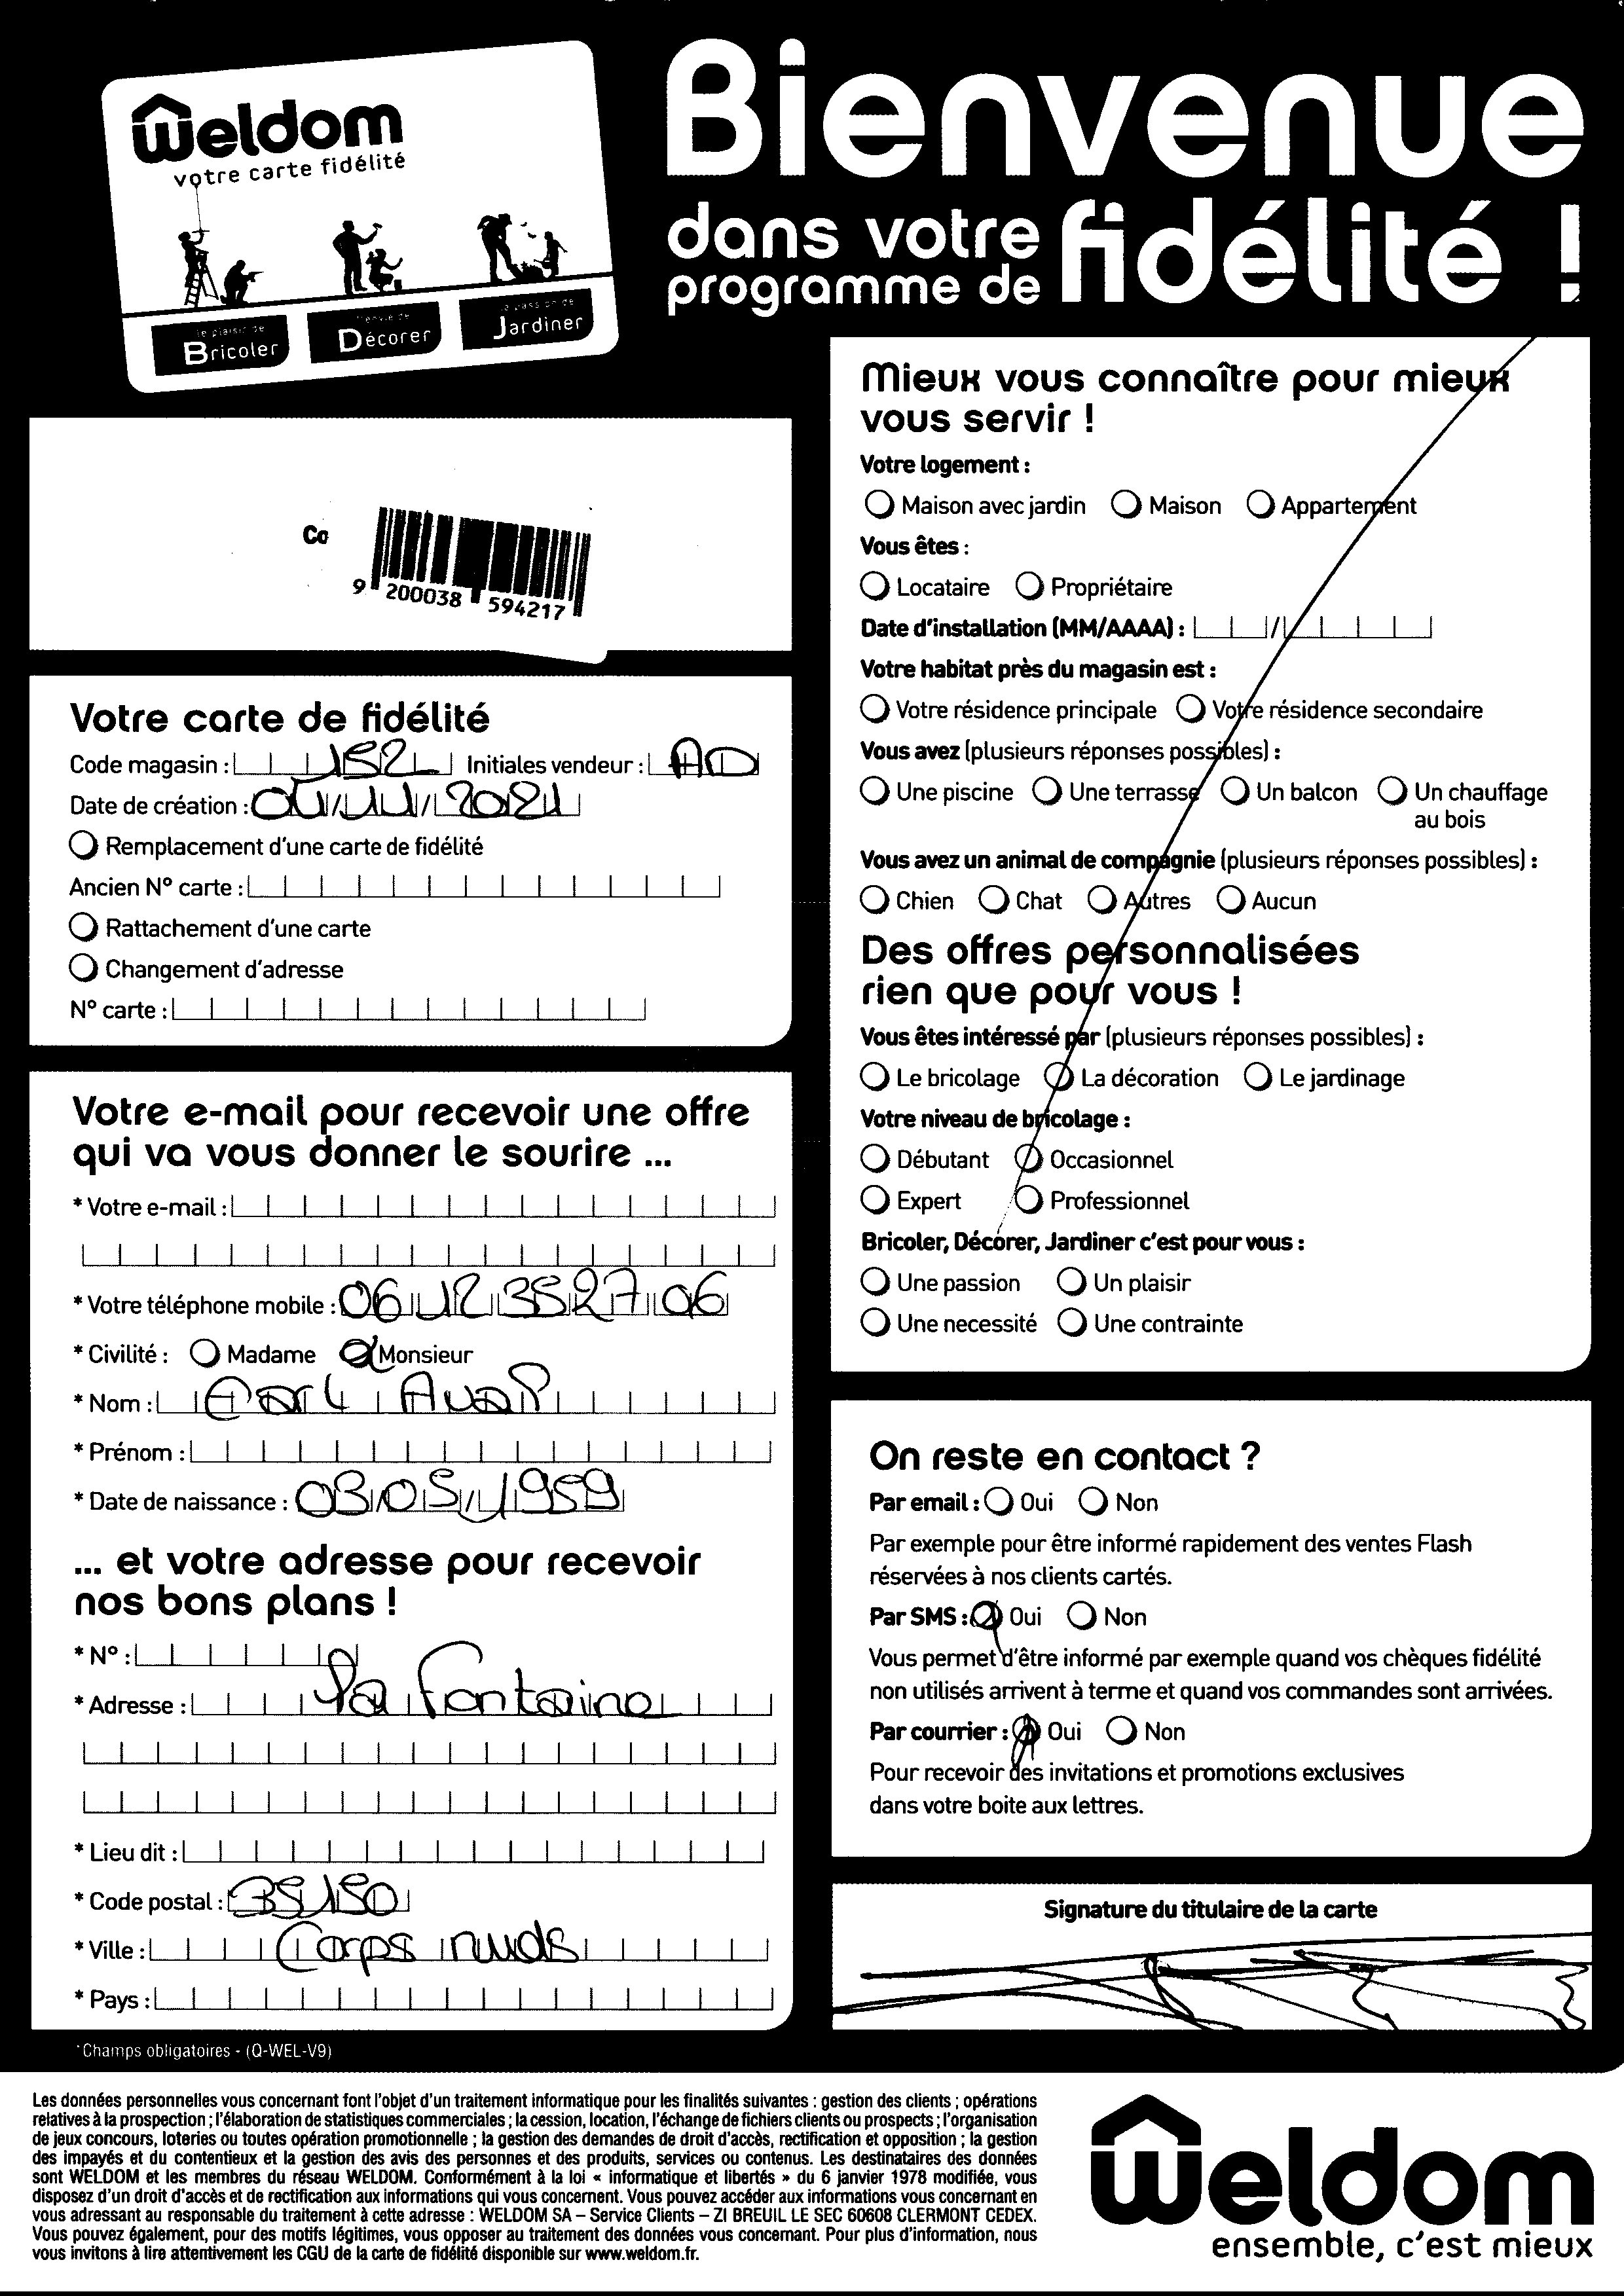 Weldom
votre carte fidélité
le plaisir de
Bricoler
l'envie de
Décorer
la passion de
Jardiner
Bienvenue
dans votre
programme de fidélité !
Co
9 200038 594217
Votre carte de fidélité
Code magasin : 152 Initiales vendeur : AD
Date de création :
Remplacement d'une carte de fidélité
Ancien N° carte :
Rattachement d'une carte
Changement d'adresse
N° carte :
Votre e-mail pour recevoir une offre
qui va vous donner le sourire ...
* Votre e-mail :
* Votre téléphone mobile : 06 12 35 27 06
* Civilité : Madame Monsieur
* Nom :
* Prénom :
* Date de naissance : 03/05/1959
... et votre adresse pour recevoir
nos bons plans !
* N° :
* Adresse : la Fontaine
* Lieu dit :
* Code postal : 35150
* Ville : Corps nuds
* Pays :
*Champs obligatoires - (Q-WEL-V9)
Mieux vous connaître pour mieux
vous servir !
Votre logement :
Maison avec jardin Maison Appartement
Vous êtes :
Locataire Propriétaire
Date d'installation (MM/AAAA) : /
Votre habitat près du magasin est :
Votre résidence principale Votre résidence secondaire
Vous avez (plusieurs réponses possibles) :
Une piscine Une terrasse Un balcon Un chauffage
au bois
Vous avez un animal de compagnie (plusieurs réponses possibles) :
Chien Chat Autres Aucun
Des offres personnalisées
rien que pour vous !
Vous êtes intéressé par (plusieurs réponses possibles) :
Le bricolage La décoration Le jardinage
Votre niveau de bricolage :
Débutant Occasionnel
Expert Professionnel
Bricoler, Décorer, Jardiner c'est pour vous :
Une passion Un plaisir
Une necessité Une contrainte
On reste en contact ?
Par email : Oui Non
Par exemple pour être informé rapidement des ventes Flash
réservées à nos clients cartés.
Par SMS : Oui Non
Vous permet d'être informé par exemple quand vos chèques fidélité
non utilisés arrivent à terme et quand vos commandes sont arrivées.
Par courrier : Oui Non
Pour recevoir des invitations et promotions exclusives
dans votre boite aux lettres.
Signature du titulaire de la carte
Les données personnelles vous concernant font l'objet d'un traitement informatique pour les finalités suivantes : gestion des clients ; opérations
relatives à la prospection ; l'élaboration de statistiques commerciales ; la cession, location, l'échange de fichiers clients ou prospects ; l'organisation
de jeux concours, loteries ou toutes opération promotionnelle ; la gestion des demandes de droit d'accès, rectification et opposition ; la gestion
des impayés et du contentieux et la gestion des avis des personnes et des produits, services ou contenus. Les destinataires des données
sont WELDOM et les membres du réseau WELDOM. Conformément à la loi « informatique et libertés » du 6 janvier 1978 modifiée, vous
disposez d'un droit d'accès et de rectification aux informations qui vous concernent. Vous pouvez accéder aux informations vous concernant en
vous adressant au responsable du traitement à cette adresse : WELDOM SA – Service Clients – ZI BREUIL LE SEC 60608 CLERMONT CEDEX.
Vous pouvez également, pour des motifs légitimes, vous opposer au traitement des données vous concernant. Pour plus d'information, nous
vous invitons à lire attentivement les CGU de la carte de fidélité disponible sur www.weldom.fr.
Weldom
ensemble, c'est mieux